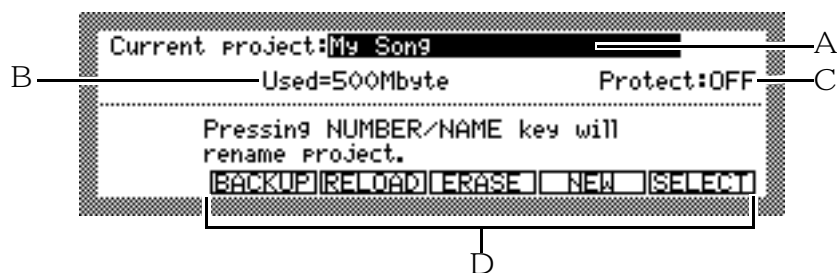 Current project:My Song
A
B
Used=500Mbyte
Protect:OFF
C
Pressing NUMBER/NAME key will
rename project.
BACKUP RELOAD ERASE NEW SELECT
D